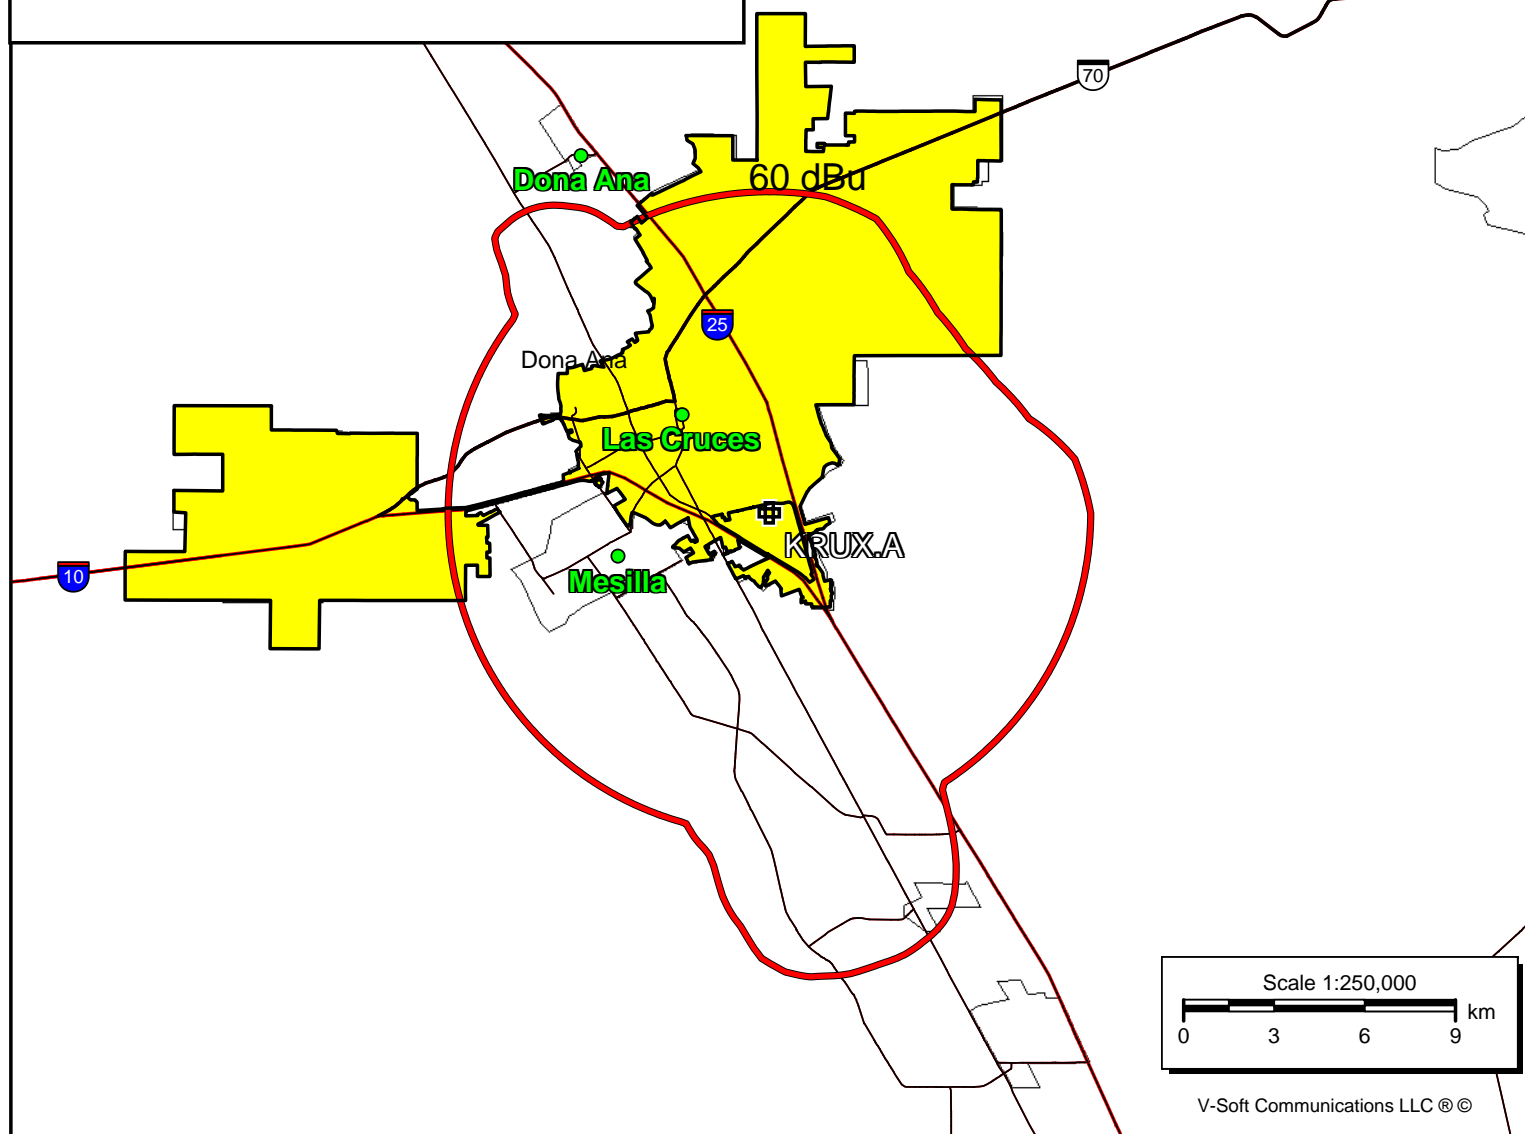 70
Dona Ana
60 dBu
25
Dona Ana
Las Cruces
KRUX.A
10
Mesilla
Scale 1:250,000
km
0 3 6 9
V-Soft Communications LLC ® ©